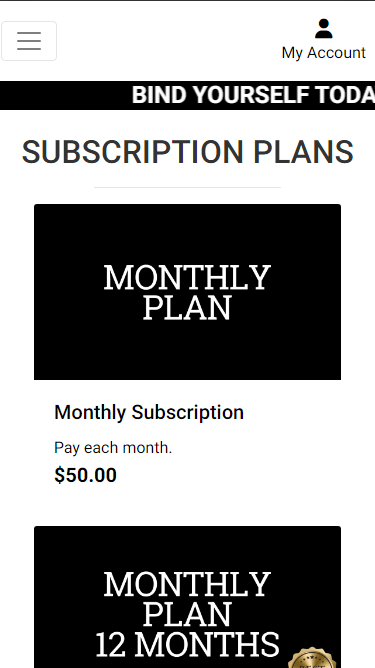 My Account
BIND YOURSELF
SUBSCRIPTION PLANS
MONTHLY
PLAN
Monthly Subscription
Pay each month.
$50.00
MONTHLY
PLAN
12 MONTHS